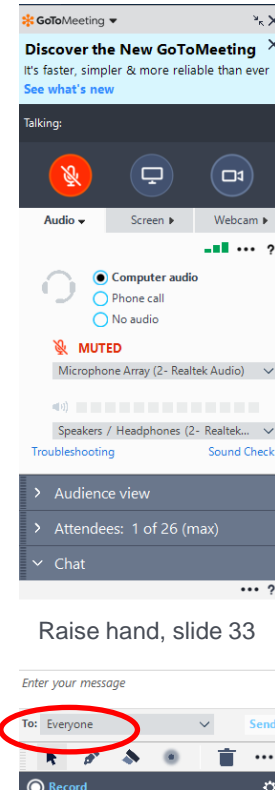 GoToMeeting
Discover the New GoToMeeting
It's faster, simpler & more reliable than ever
See what's new
Talking:
Audio Screen Webcam
?
Computer audio
Phone call
No audio
MUTED
Microphone Array (2- Realtek Audio)
Speakers / Headphones (2- Realtek...
Troubleshooting Sound Check
Audience view
Attendees: 1 of 26 (max)
Chat
?
Raise hand, slide 33
Enter your message
To: Everyone Send
Record